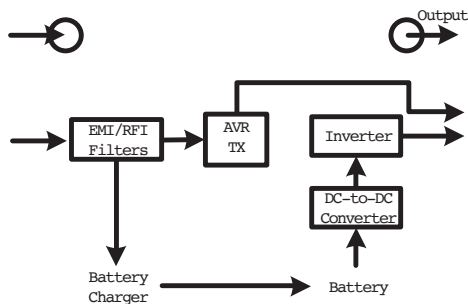 Output
EMI/RFI
Filters
AVR
TX
Inverter
DC-to-DC
Converter
Battery
Charger
Battery